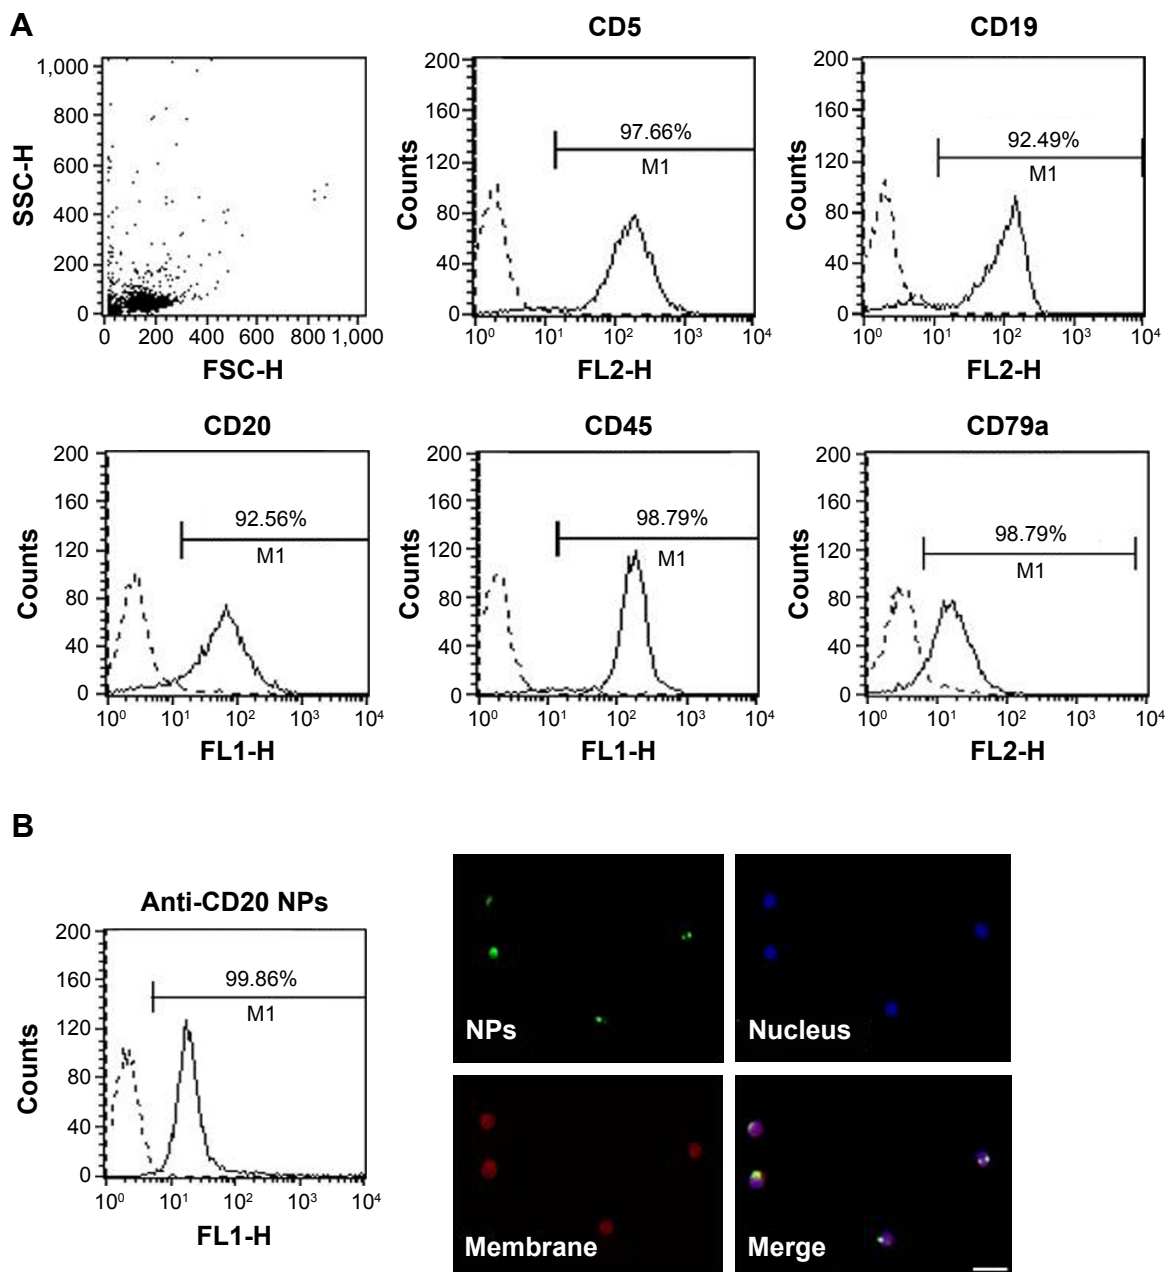 A
CD5
CD19
1,000
800
600
400
200
0
SSC-H
0 200 400 600 800 1,000
FSC-H
200
160
120
80
40
0
Counts
97.66%
M1
10⁰ 10¹ 10² 10³ 10⁴
FL2-H
200
160
120
80
40
0
Counts
92.49%
M1
10⁰ 10¹ 10² 10³ 10⁴
FL2-H
CD20
CD45
CD79a
200
160
120
80
40
0
Counts
92.56%
M1
10⁰ 10¹ 10² 10³ 10⁴
FL1-H
200
160
120
80
40
0
Counts
98.79%
M1
10⁰ 10¹ 10² 10³ 10⁴
FL1-H
200
160
120
80
40
0
Counts
98.79%
M1
10⁰ 10¹ 10² 10³ 10⁴
FL2-H
B
Anti-CD20 NPs
200
160
120
80
40
0
Counts
99.86%
M1
10⁰ 10¹ 10² 10³ 10⁴
FL1-H
NPs
Nucleus
Membrane
Merge